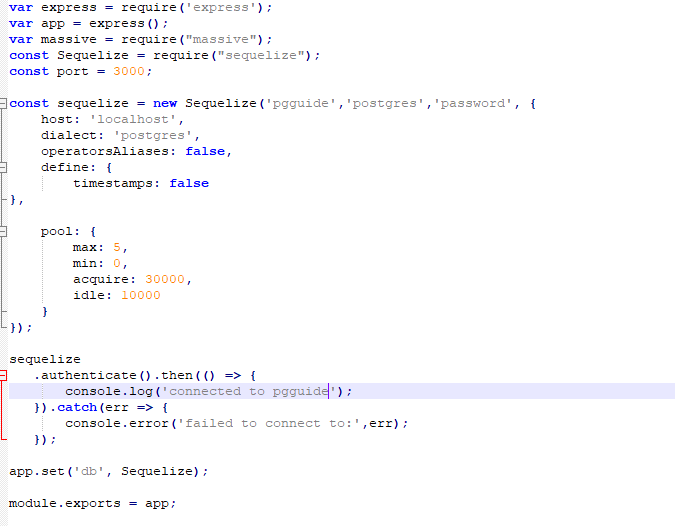 var express = require('express');
var app = express();
var massive = require("massive");
const Sequelize = require("sequelize");
const port = 3000;
const sequelize = new Sequelize('pgguide','postgres','password', {
host: 'localhost',
dialect: 'postgres',
operatorsAliases: false,
define: {
timestamps: false
},
pool: {
max: 5,
min: 0,
acquire: 30000,
idle: 10000
}
});
sequelize
.authenticate().then(() => {
console.log('connected to pgguide');
}).catch(err => {
console.error('failed to connect to:',err);
});
app.set('db', Sequelize);
module.exports = app;